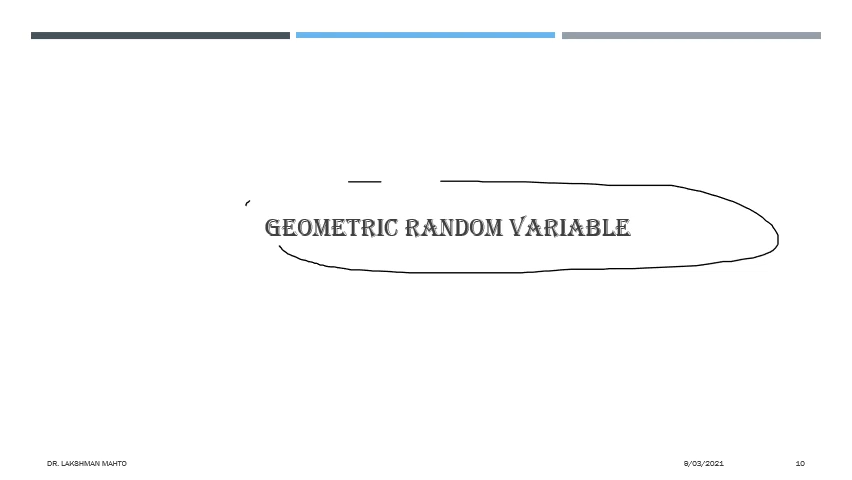 GEOMETRIC RANDOM VARIABLE
DR. LAKSHMAN MAHTO
9/03/2021
10